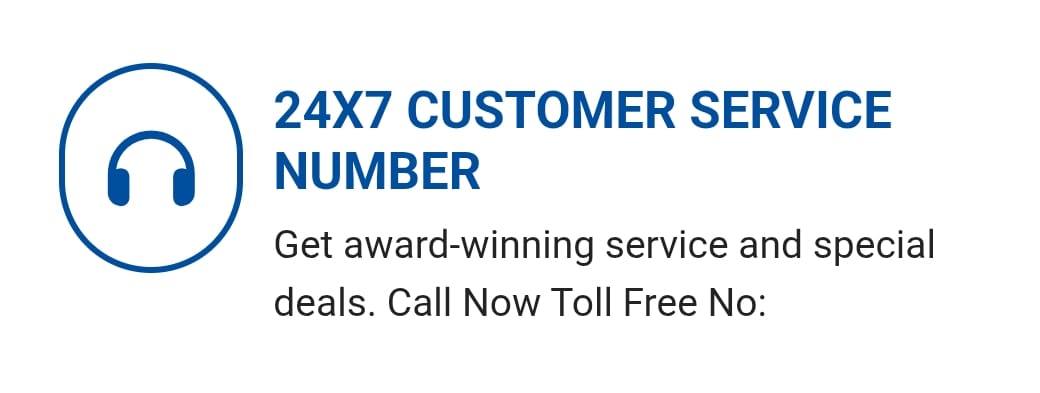 24X7 CUSTOMER SERVICE
NUMBER
Get award-winning service and special
deals. Call Now Toll Free No: